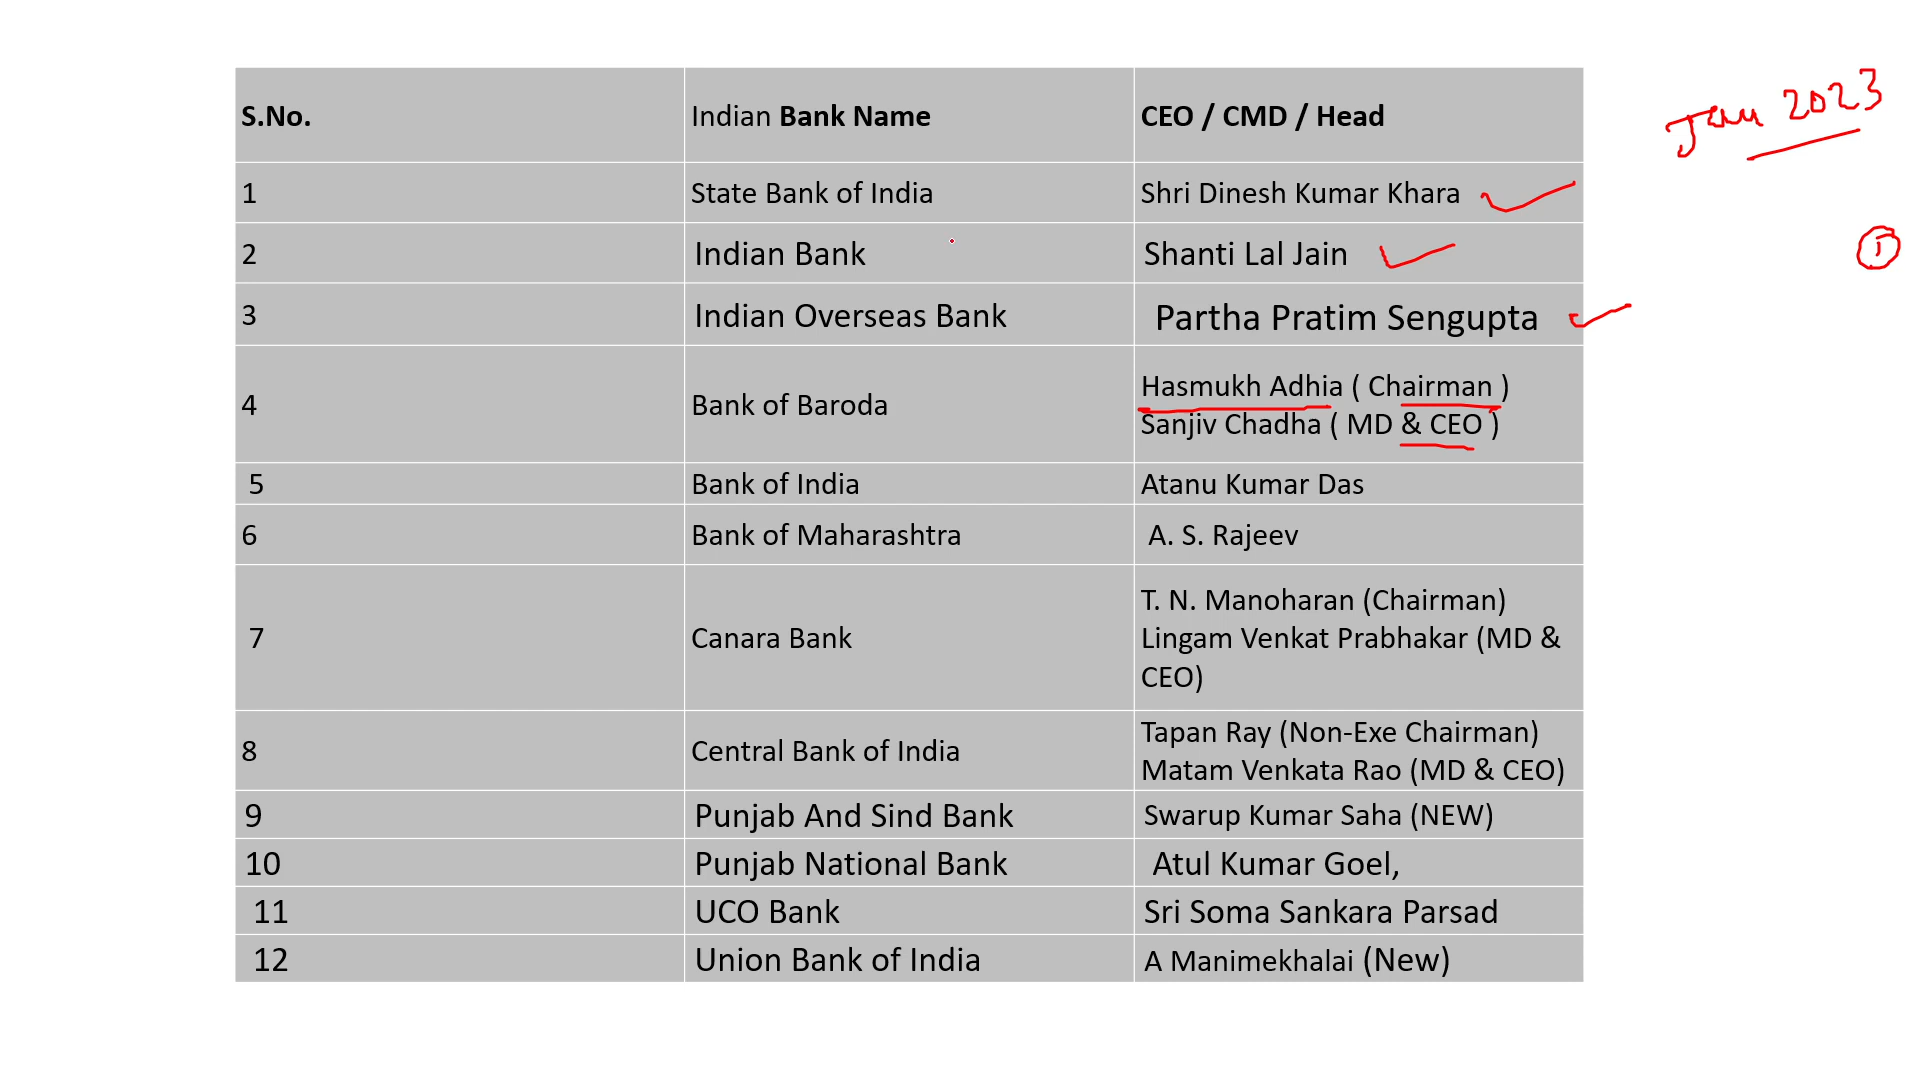 Jan 2023
S.No. Indian Bank Name CEO / CMD / Head
1 State Bank of India Shri Dinesh Kumar Khara
2 Indian Bank Shanti Lal Jain
1
3 Indian Overseas Bank Partha Pratim Sengupta
4 Bank of Baroda Hasmukh Adhia ( Chairman )
Sanjiv Chadha ( MD & CEO )
5 Bank of India Atanu Kumar Das
6 Bank of Maharashtra A. S. Rajeev
7 Canara Bank T. N. Manoharan (Chairman)
Lingam Venkat Prabhakar (MD &
CEO)
8 Central Bank of India Tapan Ray (Non-Exe Chairman)
Matam Venkata Rao (MD & CEO)
9 Punjab And Sind Bank Swarup Kumar Saha (NEW)
10 Punjab National Bank Atul Kumar Goel,
11 UCO Bank Sri Soma Sankara Parsad
12 Union Bank of India A Manimekhalai (New)